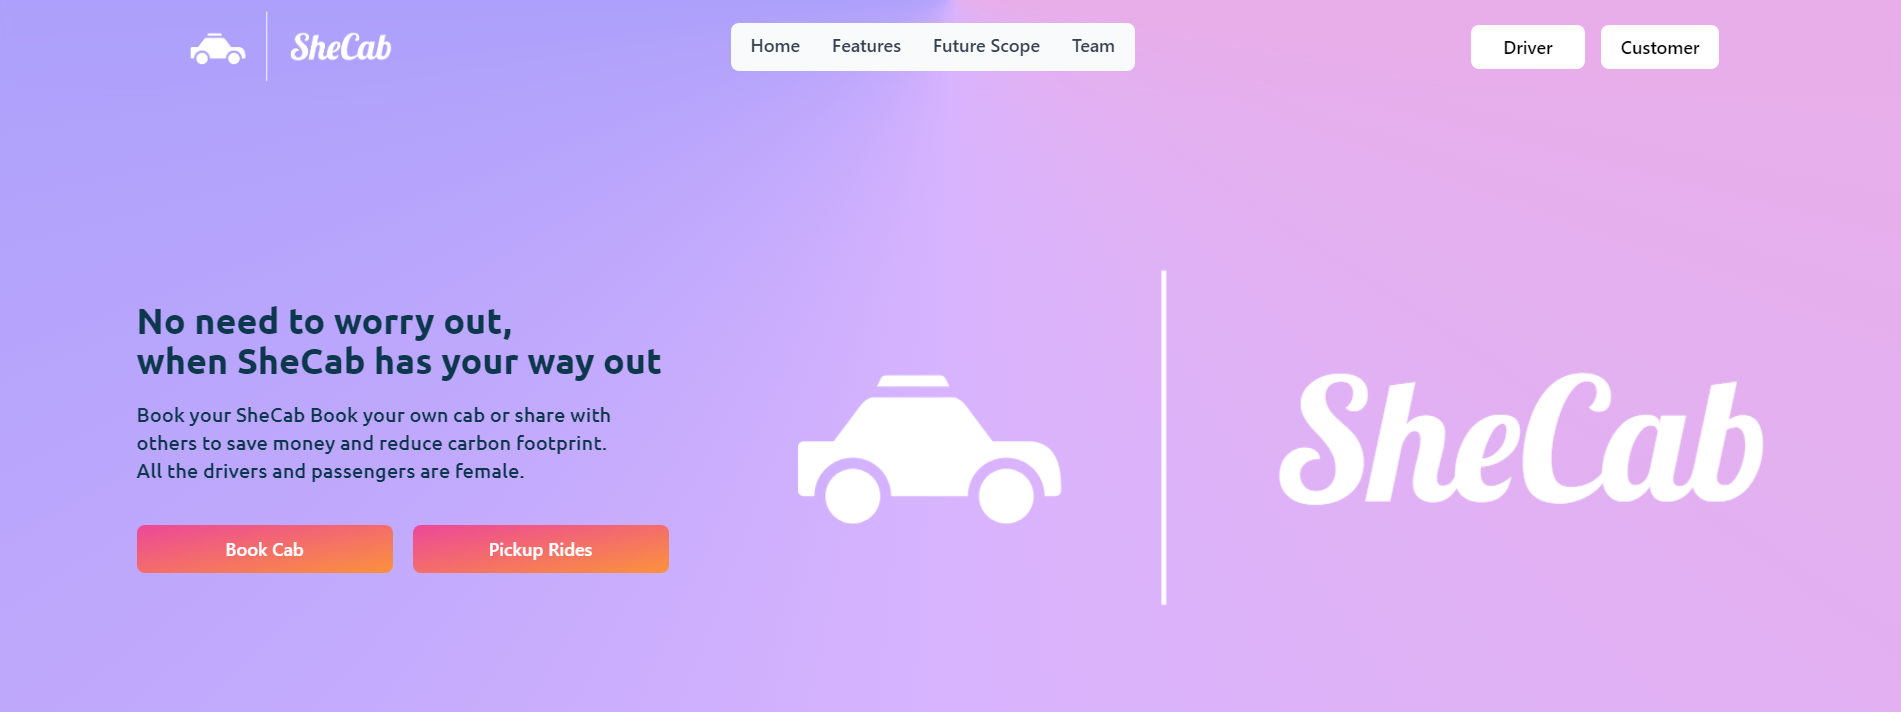 SheCab
Home Features Future Scope Team
Driver Customer
No need to worry out,
when SheCab has your way out
Book your SheCab Book your own cab or share with
others to save money and reduce carbon footprint.
All the drivers and passengers are female.
Book Cab Pickup Rides
SheCab